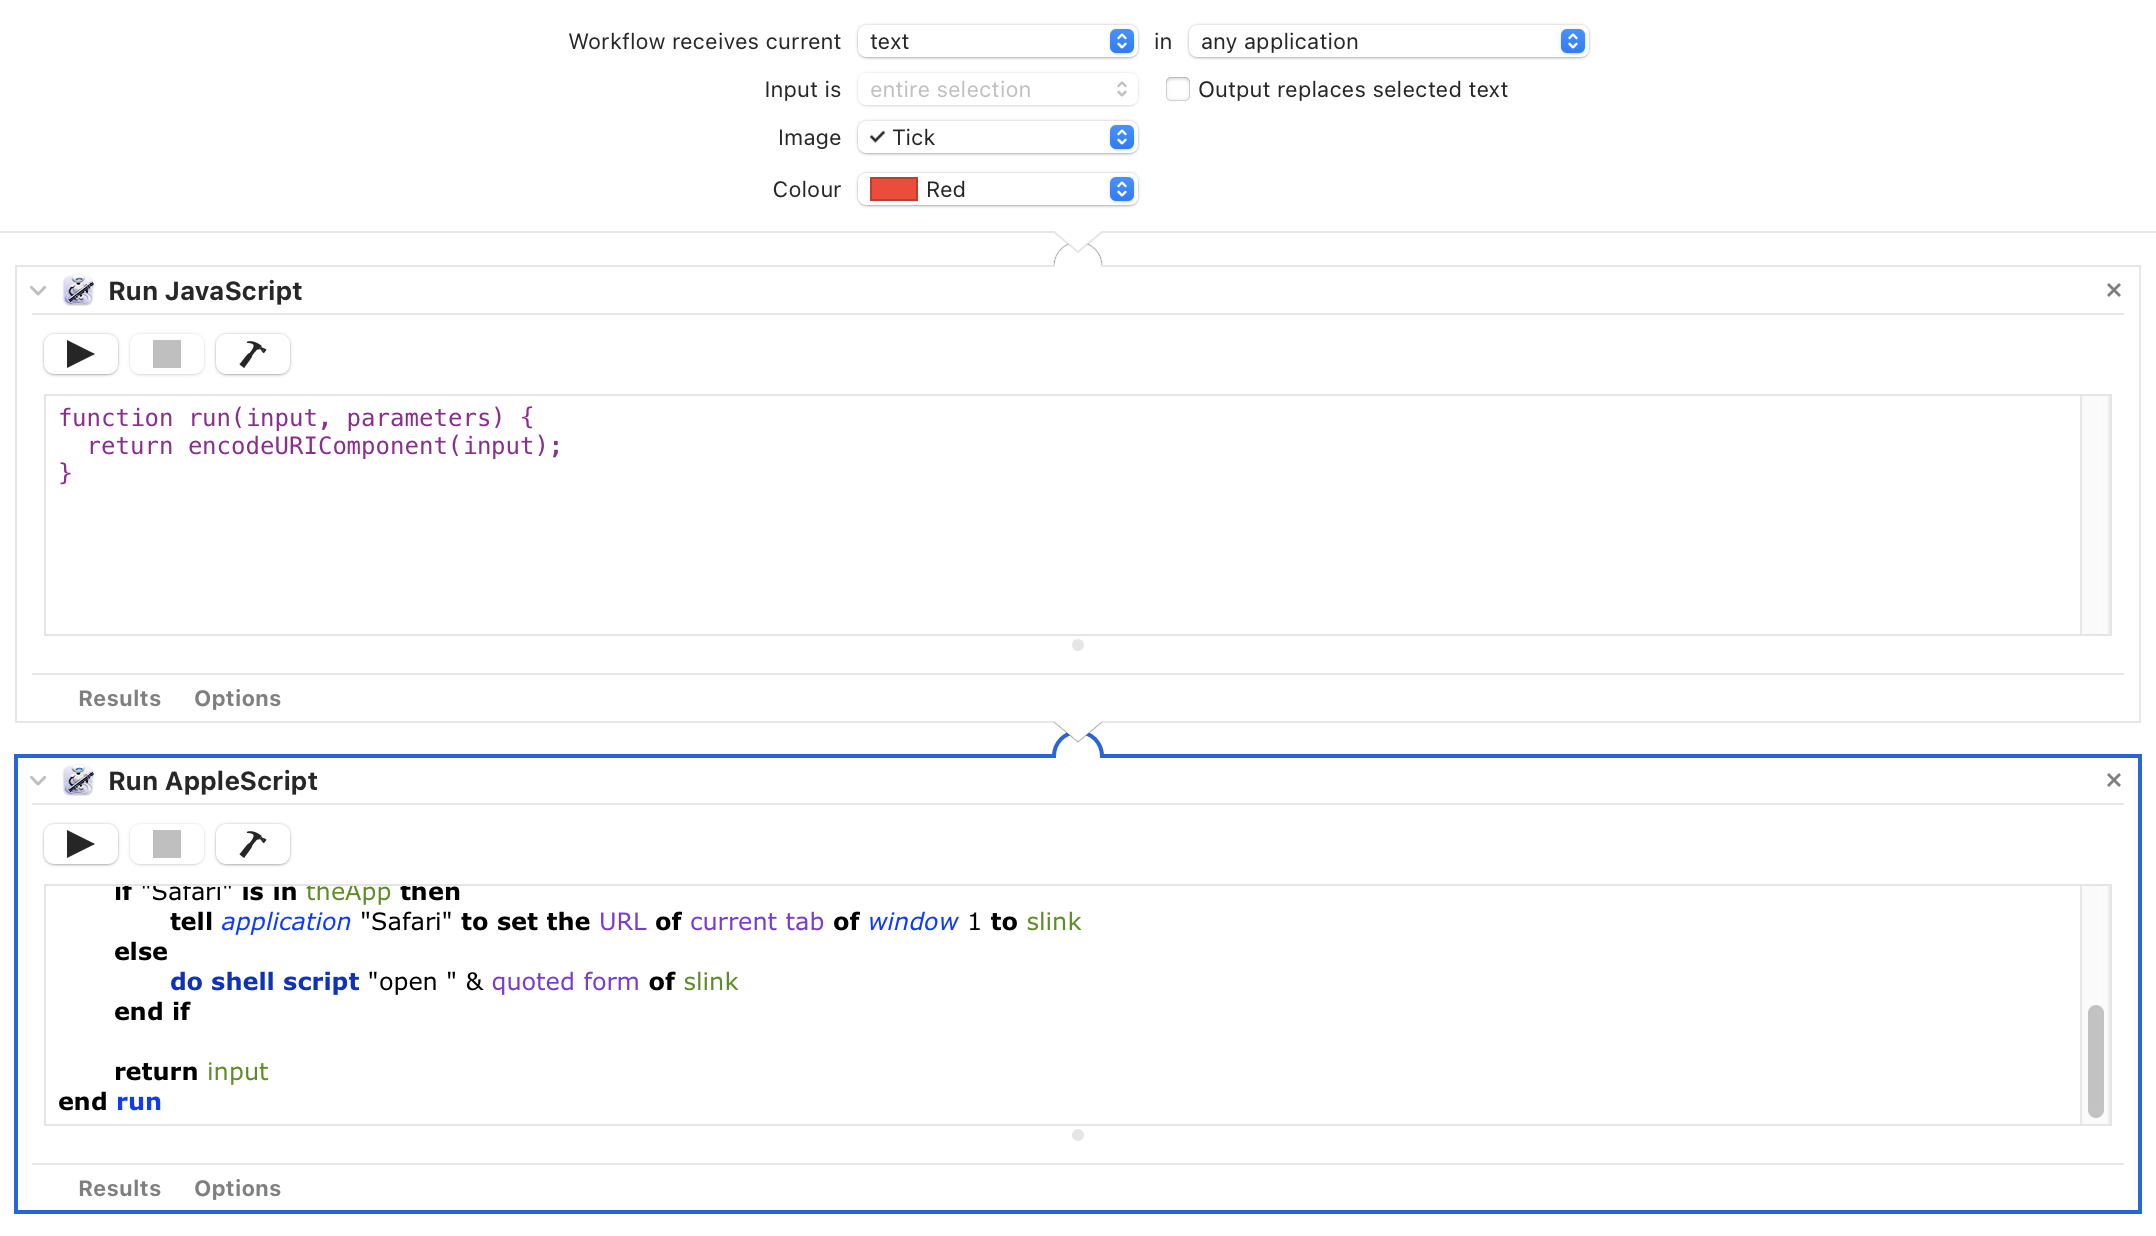 Workflow receives current text in any application
Input is entire selection Output replaces selected text
Image Tick
Colour Red
Run JavaScript
function run(input, parameters) {
  return encodeURIComponent(input);
}
Results Options
Run AppleScript
if "Safari" is in theApp then
tell application "Safari" to set the URL of current tab of window 1 to slink
else
do shell script "open " & quoted form of slink
end if
return input
end run
Results Options